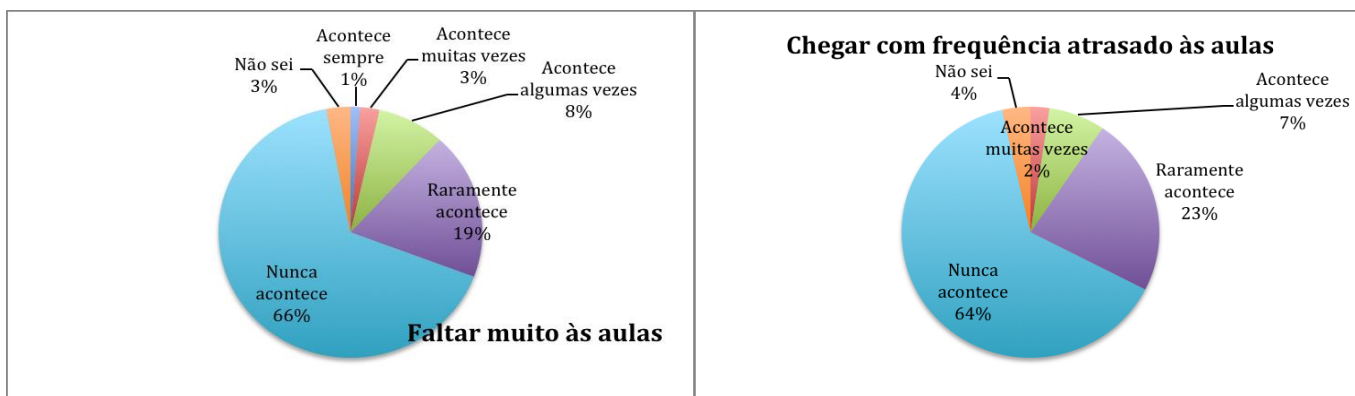 Acontece
sempre
1%
Acontece
muitas vezes
3%
Acontece
algumas vezes
8%
Raramente
acontece
19%
Nunca
acontece
66%
Não sei
3%
Faltar muito às aulas
Chegar com frequência atrasado às aulas
Não sei
4%
Acontece
muitas vezes
2%
Acontece
algumas vezes
7%
Raramente
acontece
23%
Nunca
acontece
64%